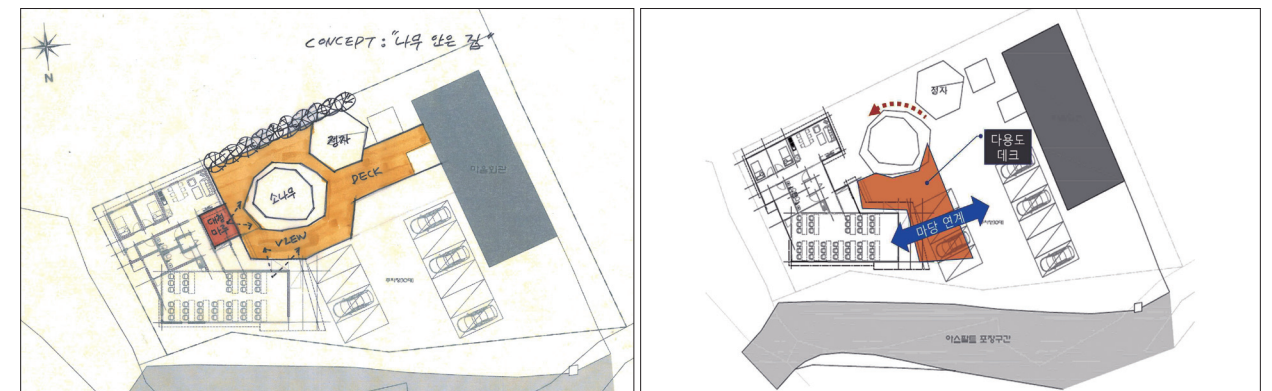 CONCEPT : "나무 안은 집"
N
정자
마을회관
DECK
소나무
대청
마루
VIEW
정자
다용도
데크
마당 연계
아스팔트 포장구간